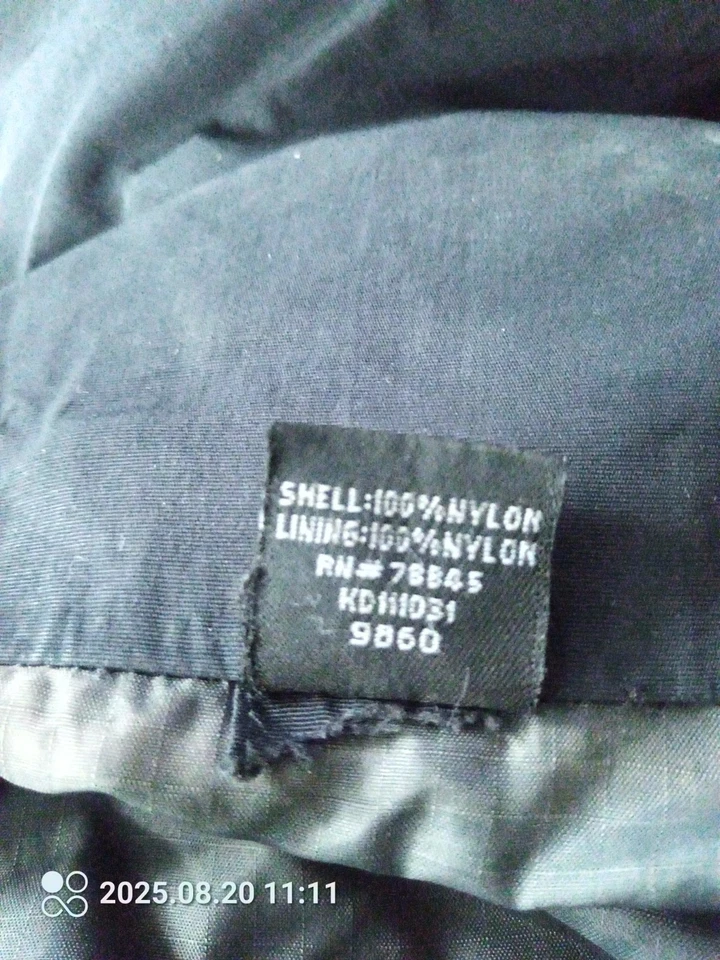 SHELL:100%NYLON
LINING:100%NYLON
RN# 78845
KD111031
9860
2025.08.20 11:11